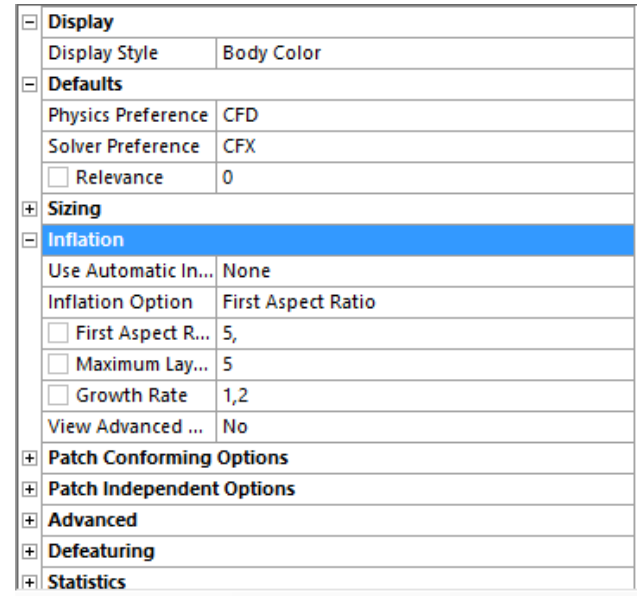 Display
Display Style Body Color
Defaults
Physics Preference CFD
Solver Preference CFX
Relevance 0
Sizing
Inflation
Use Automatic In... None
Inflation Option First Aspect Ratio
First Aspect R... 5,
Maximum Lay... 5
Growth Rate 1,2
View Advanced ... No
Patch Conforming Options
Patch Independent Options
Advanced
Defeaturing
Statistics